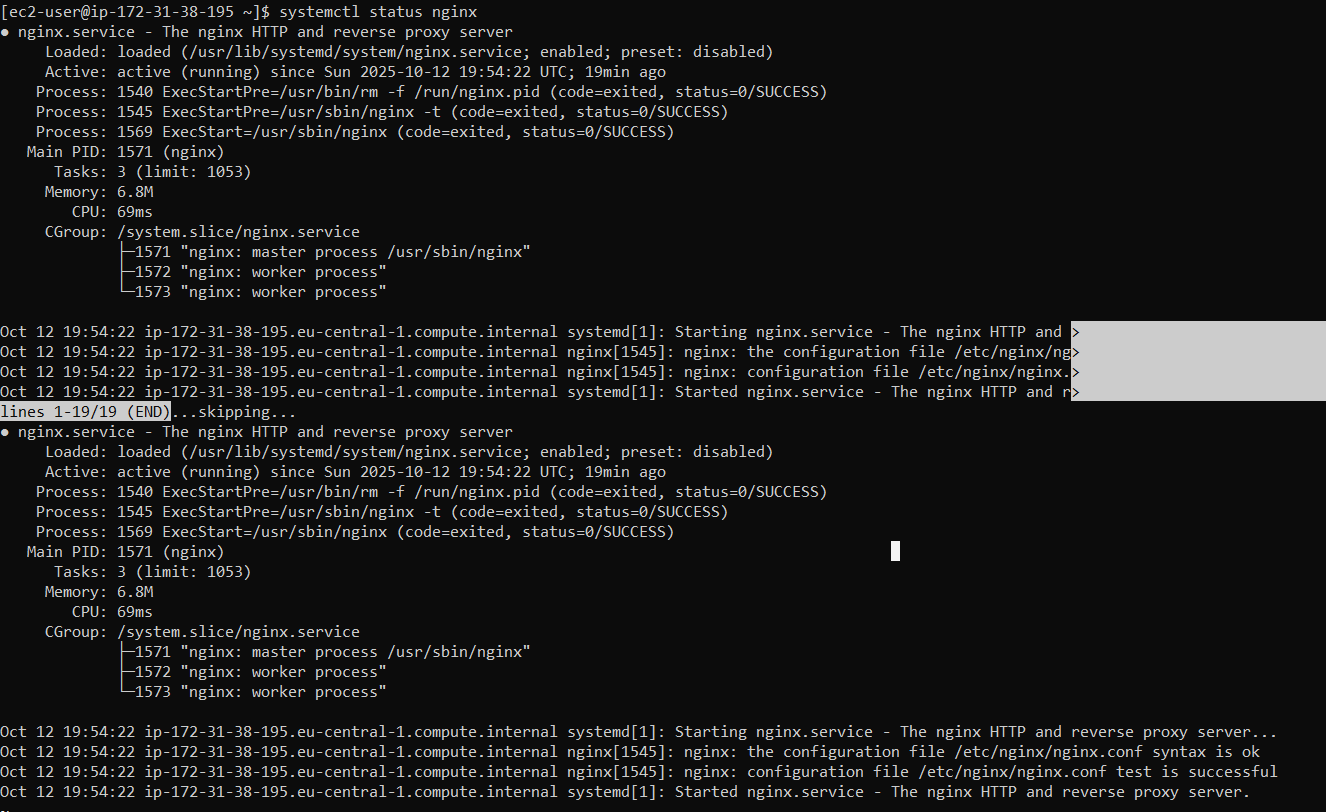 [ec2-user@ip-172-31-38-195 ~]$ systemctl status nginx
● nginx.service - The nginx HTTP and reverse proxy server
     Loaded: loaded (/usr/lib/systemd/system/nginx.service; enabled; preset: disabled)
     Active: active (running) since Sun 2025-10-12 19:54:22 UTC; 19min ago
    Process: 1540 ExecStartPre=/usr/bin/rm -f /run/nginx.pid (code=exited, status=0/SUCCESS)
    Process: 1545 ExecStartPre=/usr/sbin/nginx -t (code=exited, status=0/SUCCESS)
    Process: 1569 ExecStart=/usr/sbin/nginx (code=exited, status=0/SUCCESS)
   Main PID: 1571 (nginx)
      Tasks: 3 (limit: 1053)
     Memory: 6.8M
        CPU: 69ms
     CGroup: /system.slice/nginx.service
             ├─1571 "nginx: master process /usr/sbin/nginx"
             ├─1572 "nginx: worker process"
             └─1573 "nginx: worker process"

Oct 12 19:54:22 ip-172-31-38-195.eu-central-1.compute.internal systemd[1]: Starting nginx.service - The nginx HTTP and >
Oct 12 19:54:22 ip-172-31-38-195.eu-central-1.compute.internal nginx[1545]: nginx: the configuration file /etc/nginx/ng>
Oct 12 19:54:22 ip-172-31-38-195.eu-central-1.compute.internal nginx[1545]: nginx: configuration file /etc/nginx/nginx.>
Oct 12 19:54:22 ip-172-31-38-195.eu-central-1.compute.internal systemd[1]: Started nginx.service - The nginx HTTP and r>
lines 1-19/19 (END)...skipping...
● nginx.service - The nginx HTTP and reverse proxy server
     Loaded: loaded (/usr/lib/systemd/system/nginx.service; enabled; preset: disabled)
     Active: active (running) since Sun 2025-10-12 19:54:22 UTC; 19min ago
    Process: 1540 ExecStartPre=/usr/bin/rm -f /run/nginx.pid (code=exited, status=0/SUCCESS)
    Process: 1545 ExecStartPre=/usr/sbin/nginx -t (code=exited, status=0/SUCCESS)
    Process: 1569 ExecStart=/usr/sbin/nginx (code=exited, status=0/SUCCESS)
   Main PID: 1571 (nginx)
      Tasks: 3 (limit: 1053)
     Memory: 6.8M
        CPU: 69ms
     CGroup: /system.slice/nginx.service
             ├─1571 "nginx: master process /usr/sbin/nginx"
             ├─1572 "nginx: worker process"
             └─1573 "nginx: worker process"

Oct 12 19:54:22 ip-172-31-38-195.eu-central-1.compute.internal systemd[1]: Starting nginx.service - The nginx HTTP and reverse proxy server...
Oct 12 19:54:22 ip-172-31-38-195.eu-central-1.compute.internal nginx[1545]: nginx: the configuration file /etc/nginx/nginx.conf syntax is ok
Oct 12 19:54:22 ip-172-31-38-195.eu-central-1.compute.internal nginx[1545]: nginx: configuration file /etc/nginx/nginx.conf test is successful
Oct 12 19:54:22 ip-172-31-38-195.eu-central-1.compute.internal systemd[1]: Started nginx.service - The nginx HTTP and reverse proxy server.